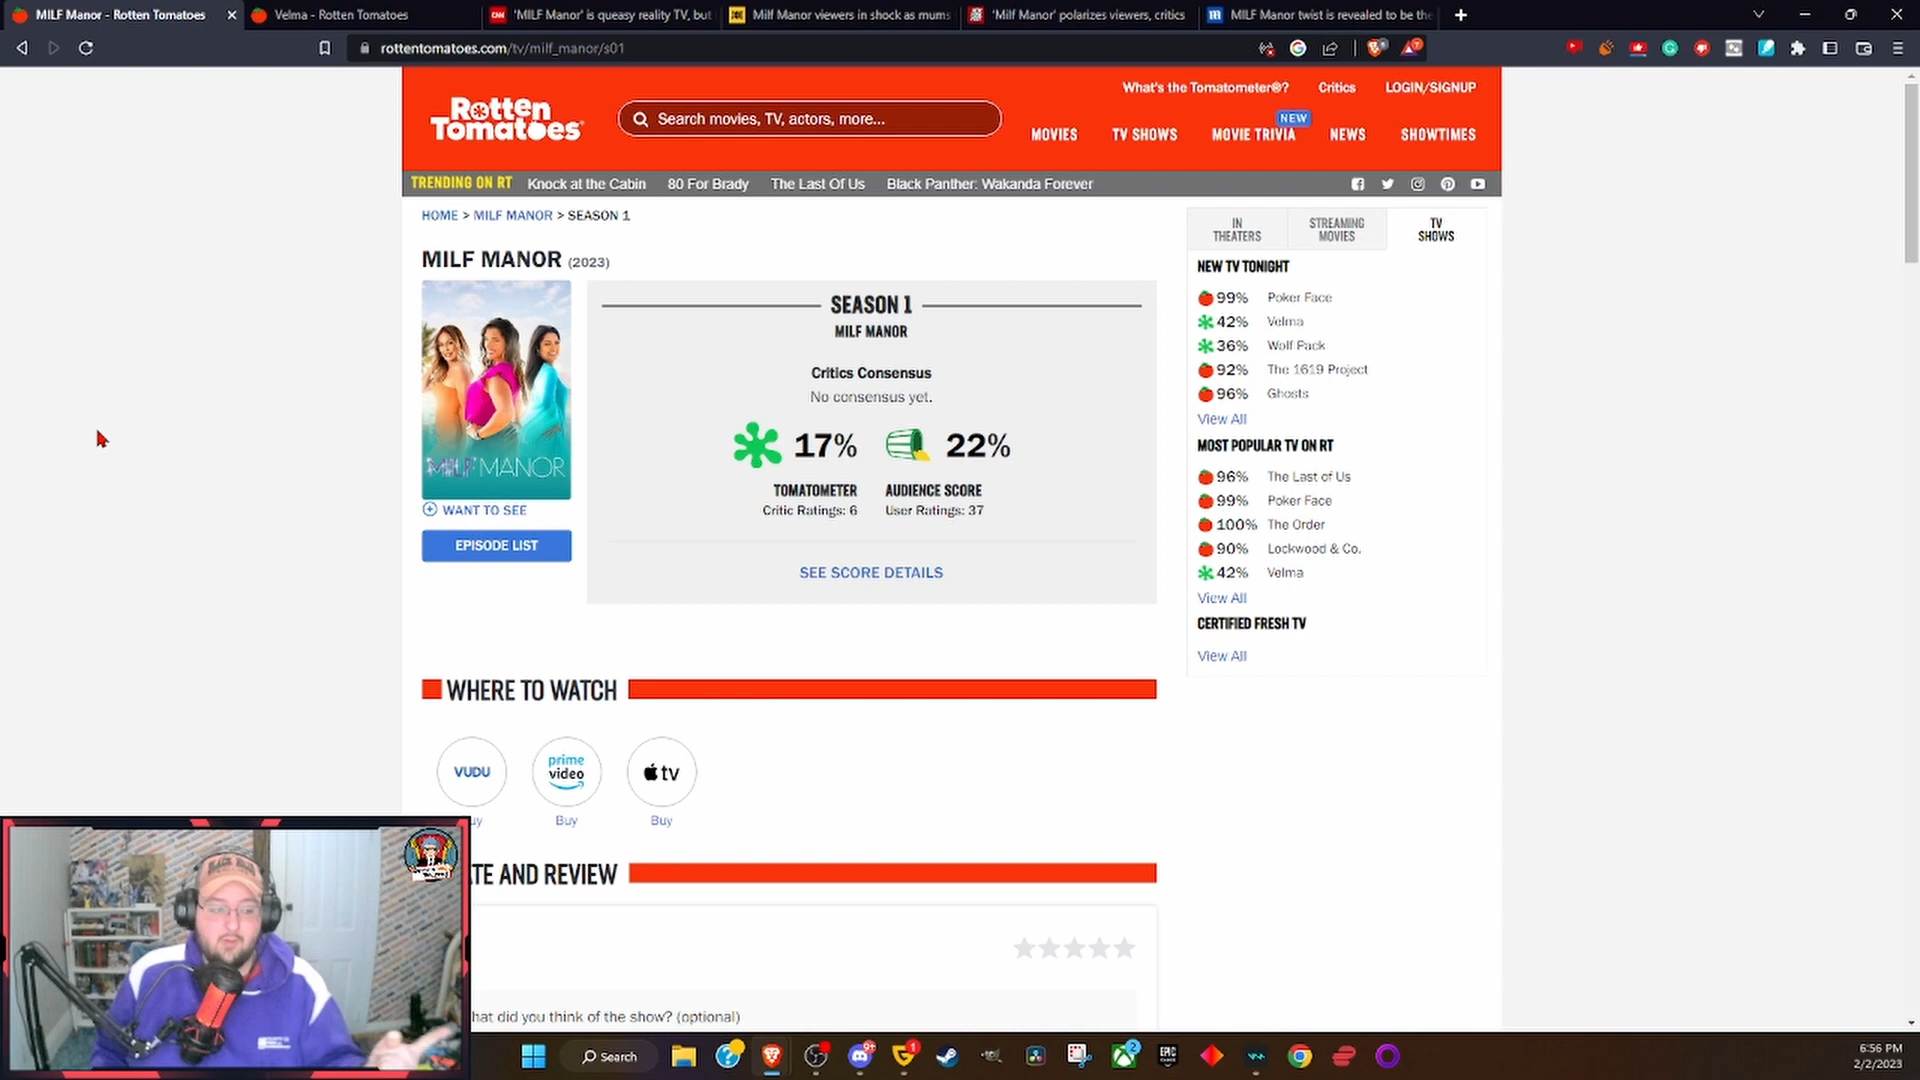 MILF Manor - Rotten Tomatoes
Velma - Rotten Tomatoes
'MILF Manor' is queasy reality TV, but
Milf Manor viewers in shock as mums
'Milf Manor' polarizes viewers, critics
MILF Manor twist is revealed to be the
rottentomatoes.com/tv/milf_manor/s01
What's the Tomatometer®?
Critics
LOGIN/SIGNUP
Rotten
Tomatoes
Search movies, TV, actors, more...
NEW
MOVIES
TV SHOWS
MOVIE TRIVIA
NEWS
SHOWTIMES
TRENDING ON RT
Knock at the Cabin
80 For Brady
The Last Of Us
Black Panther: Wakanda Forever
HOME > MILF MANOR > SEASON 1
MILF MANOR (2023)
MILF MANOR
WANT TO SEE
EPISODE LIST
SEASON 1
MILF MANOR
Critics Consensus
No consensus yet.
17%
22%
TOMATOMETER
AUDIENCE SCORE
Critic Ratings: 6
User Ratings: 37
SEE SCORE DETAILS
IN
THEATERS
STREAMING
MOVIES
TV
SHOWS
NEW TV TONIGHT
99% Poker Face
42% Velma
36% Wolf Pack
92% The 1619 Project
96% Ghosts
View All
MOST POPULAR TV ON RT
96% The Last of Us
99% Poker Face
100% The Order
90% Lockwood & Co.
42% Velma
View All
CERTIFIED FRESH TV
View All
WHERE TO WATCH
VUDU
prime
video
tv
uy
Buy
Buy
TE AND REVIEW
hat did you think of the show? (optional)
Search
6:56 PM
2/2/2023